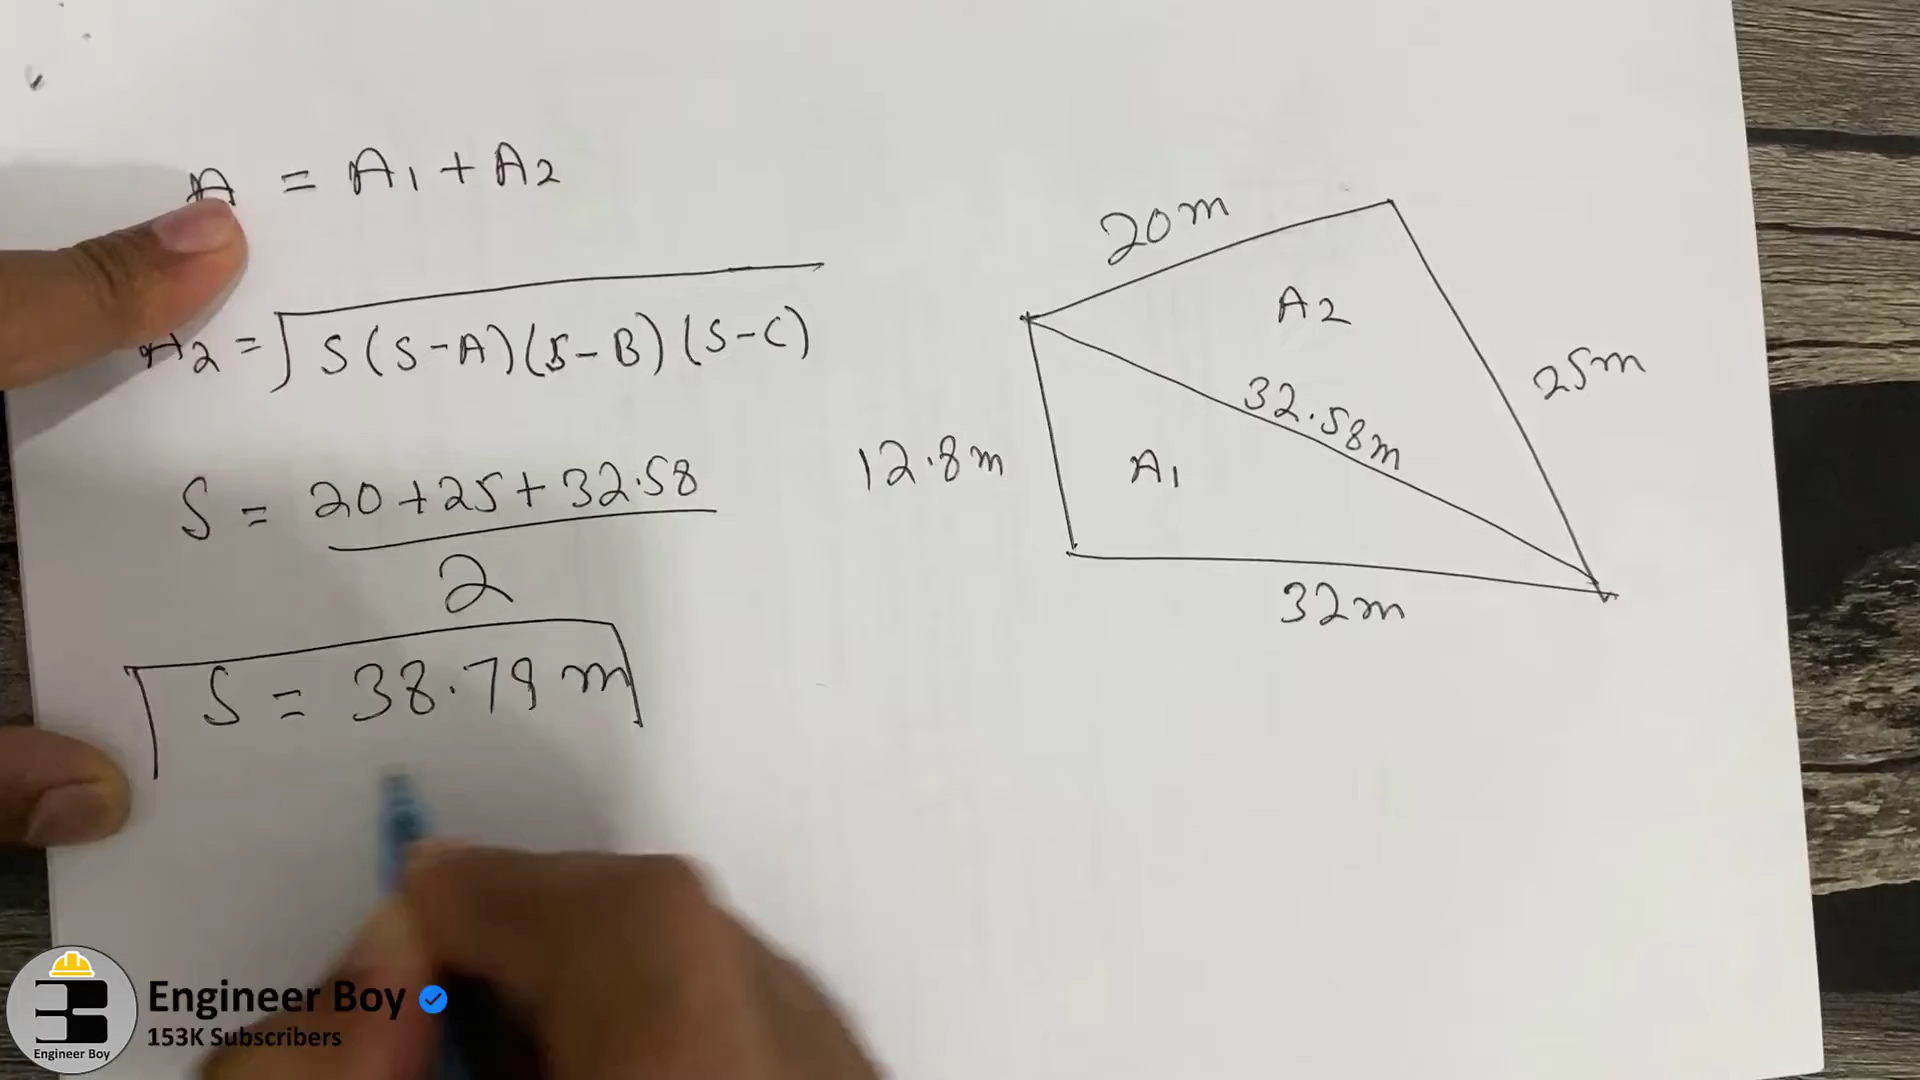 A = A1 + A2
A2 = √S(S-A)(S-B)(S-C)
S = 20+25+32.58
2
S = 38.79 m
20m
A2
25m
32.58m
12.8m
A1
32m
Engineer Boy
153K Subscribers
Engineer Boy